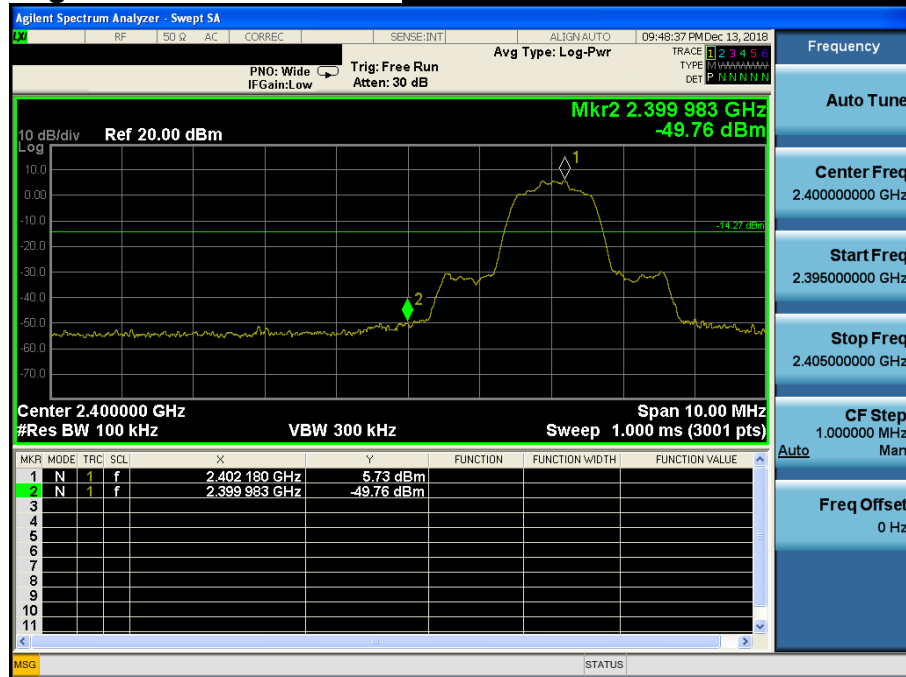 Agilent Spectrum Analyzer - Swept SA
LXI RF 50 Ω AC CORREC SENSE:INT ALIGN AUTO 09:48:37 PM Dec 13, 2018
Avg Type: Log-Pwr TRACE 1 2 3 4 5 6
PNO: Wide Trig: Free Run TYPE M WWWWW
IFGain:Low Atten: 30 dB DET P N N N N N
Mkr2 2.399 983 GHz
-49.76 dBm
10 dB/div Ref 20.00 dBm
Log
10.0
0.00
-10.0
-20.0
-30.0
-40.0
-50.0
-60.0
-70.0
1
-14.27 dBm
2
Center 2.400000 GHz Span 10.00 MHz
#Res BW 100 kHz VBW 300 kHz Sweep 1.000 ms (3001 pts)
MKR MODE TRC SCL X Y FUNCTION FUNCTION WIDTH FUNCTION VALUE
1 N 1 f 2.402 180 GHz 5.73 dBm
2 N 1 f 2.399 983 GHz -49.76 dBm
3
4
5
6
7
8
9
10
11
MSG STATUS
Frequency
Auto Tune
Center Freq
2.400000000 GHz
Start Freq
2.395000000 GHz
Stop Freq
2.405000000 GHz
CF Step
1.000000 MHz
Auto Man
Freq Offset
0 Hz